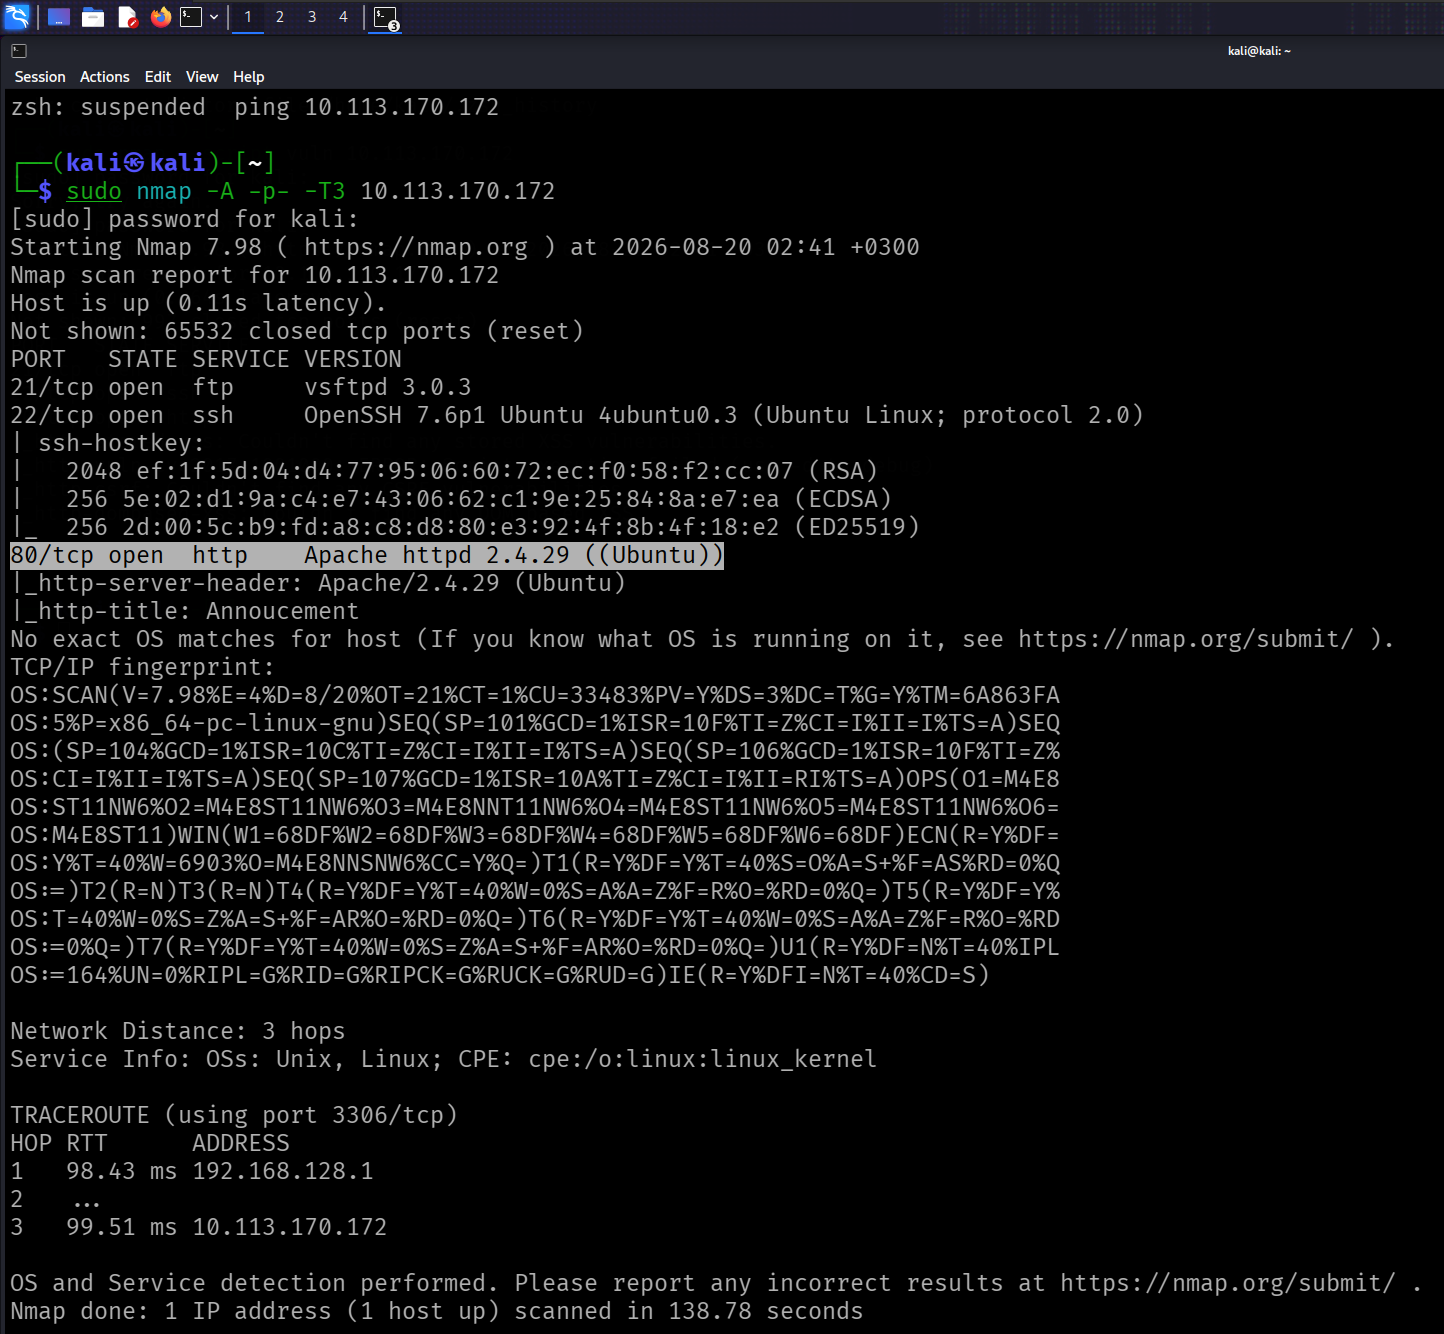 1 2 3 4 3
kali@kali: ~
Session Actions Edit View Help
zsh: suspended  ping 10.113.170.172
┌──(kali㉿kali)-[~]
└─$ sudo nmap -A -p- -T3 10.113.170.172
[sudo] password for kali:
Starting Nmap 7.98 ( https://nmap.org ) at 2026-08-20 02:41 +0300
Nmap scan report for 10.113.170.172
Host is up (0.11s latency).
Not shown: 65532 closed tcp ports (reset)
PORT   STATE SERVICE VERSION
21/tcp open  ftp     vsftpd 3.0.3
22/tcp open  ssh     OpenSSH 7.6p1 Ubuntu 4ubuntu0.3 (Ubuntu Linux; protocol 2.0)
| ssh-hostkey:
|   2048 ef:1f:5d:04:d4:77:95:06:60:72:ec:f0:58:f2:cc:07 (RSA)
|   256 5e:02:d1:9a:c4:e7:43:06:62:c1:9e:25:84:8a:e7:ea (ECDSA)
|_  256 2d:00:5c:b9:fd:a8:c8:d8:80:e3:92:4f:8b:4f:18:e2 (ED25519)
80/tcp open  http    Apache httpd 2.4.29 ((Ubuntu))
|_http-server-header: Apache/2.4.29 (Ubuntu)
|_http-title: Annoucement
No exact OS matches for host (If you know what OS is running on it, see https://nmap.org/submit/ ).
TCP/IP fingerprint:
OS:SCAN(V=7.98%E=4%D=8/20%OT=21%CT=1%CU=33483%PV=Y%DS=3%DC=T%G=Y%TM=6A863FA
OS:5%P=x86_64-pc-linux-gnu)SEQ(SP=101%GCD=1%ISR=10F%TI=Z%CI=I%II=I%TS=A)SEQ
OS:(SP=104%GCD=1%ISR=10C%TI=Z%CI=I%II=I%TS=A)SEQ(SP=106%GCD=1%ISR=10F%TI=Z%
OS:CI=I%II=I%TS=A)SEQ(SP=107%GCD=1%ISR=10A%TI=Z%CI=I%II=RI%TS=A)OPS(O1=M4E8
OS:ST11NW6%O2=M4E8ST11NW6%O3=M4E8NNT11NW6%O4=M4E8ST11NW6%O5=M4E8ST11NW6%O6=
OS:M4E8ST11)WIN(W1=68DF%W2=68DF%W3=68DF%W4=68DF%W5=68DF%W6=68DF)ECN(R=Y%DF=
OS:Y%T=40%W=6903%O=M4E8NNSNW6%CC=Y%Q=)T1(R=Y%DF=Y%T=40%S=O%A=S+%F=AS%RD=0%Q
OS:=)T2(R=N)T3(R=N)T4(R=Y%DF=Y%T=40%W=0%S=A%A=Z%F=R%O=%RD=0%Q=)T5(R=Y%DF=Y%
OS:T=40%W=0%S=Z%A=S+%F=AR%O=%RD=0%Q=)T6(R=Y%DF=Y%T=40%W=0%S=A%A=Z%F=R%O=%RD
OS:=0%Q=)T7(R=Y%DF=Y%T=40%W=0%S=Z%A=S+%F=AR%O=%RD=0%Q=)U1(R=Y%DF=N%T=40%IPL
OS:=164%UN=0%RIPL=G%RID=G%RIPCK=G%RUCK=G%RUD=G)IE(R=Y%DFI=N%T=40%CD=S)
Network Distance: 3 hops
Service Info: OSs: Unix, Linux; CPE: cpe:/o:linux:linux_kernel
TRACEROUTE (using port 3306/tcp)
HOP RTT      ADDRESS
1   98.43 ms 192.168.128.1
2   ...
3   99.51 ms 10.113.170.172
OS and Service detection performed. Please report any incorrect results at https://nmap.org/submit/ .
Nmap done: 1 IP address (1 host up) scanned in 138.78 seconds